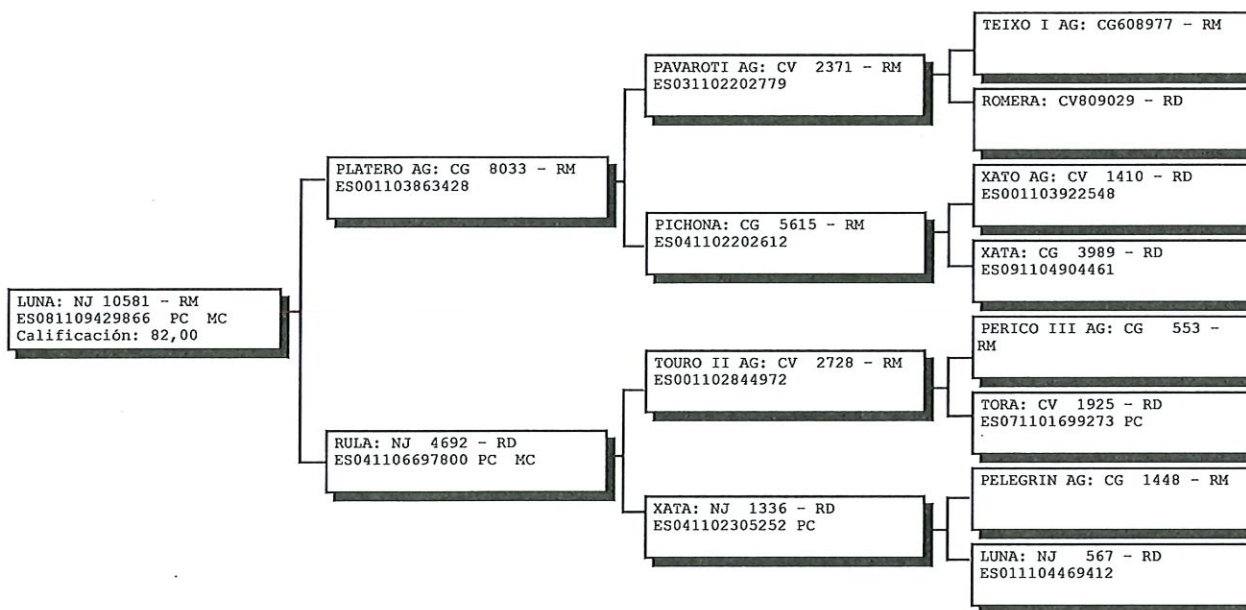 LUNA: NJ 10581 - RM
ES081109429866 PC MC
Calificación: 82,00
PLATERO AG: CG 8033 - RM
ES001103863428
RULA: NJ 4692 - RD
ES041106697800 PC MC
PAVAROTI AG: CV 2371 - RM
ES031102202779
PICHONA: CG 5615 - RM
ES041102202612
TOURO II AG: CV 2728 - RM
ES001102844972
XATA: NJ 1336 - RD
ES041102305252 PC
TEIXO I AG: CG608977 - RM
ROMERA: CV809029 - RD
XATO AG: CV 1410 - RD
ES001103922548
XATA: CG 3989 - RD
ES091104904461
PERICO III AG: CG 553 -
RM
TORA: CV 1925 - RD
ES071101699273 PC
PELEGRIN AG: CG 1448 - RM
LUNA: NJ 567 - RD
ES011104469412